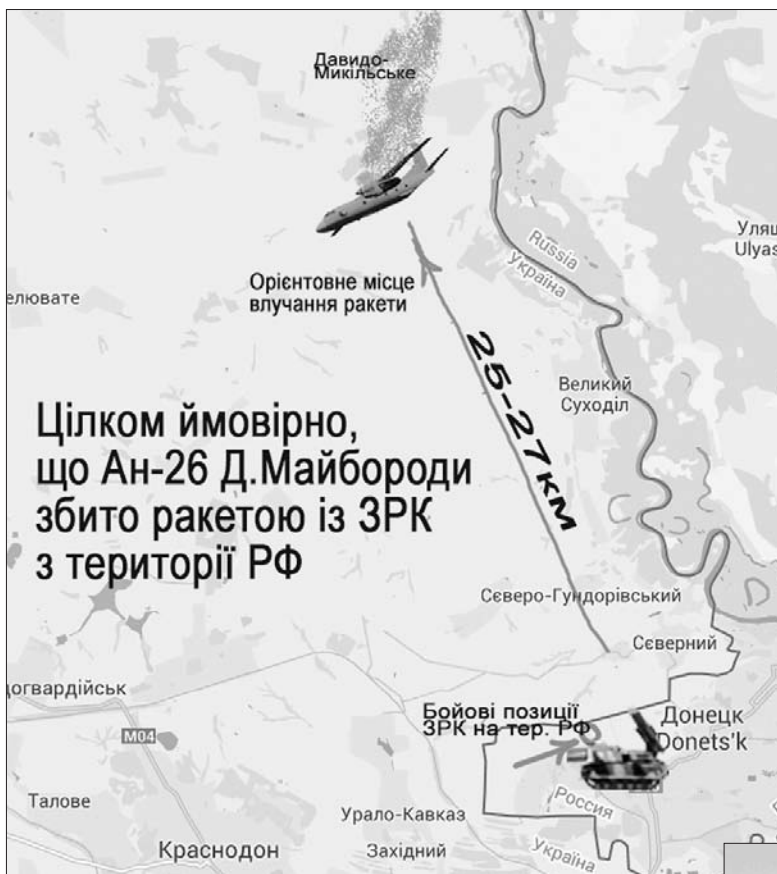 Давидо-
Микільське
Уляш
Ulyas
Russia
Україна
Орієнтовне місце
влучання ракети
елювате
25-27км
Великий
Суходіл
Цілком ймовірно,
що Ан-26 Д.Майбороди
збито ракетою із ЗРК
з території РФ
Сєверо-Гундорівський
Сєверний
догвардійськ
Бойові позиції
ЗРК на тер. РФ
Донецк
Donets'k
М04
Талове
Россия
Урало-Кавказ
Краснодон
Західний
Україна